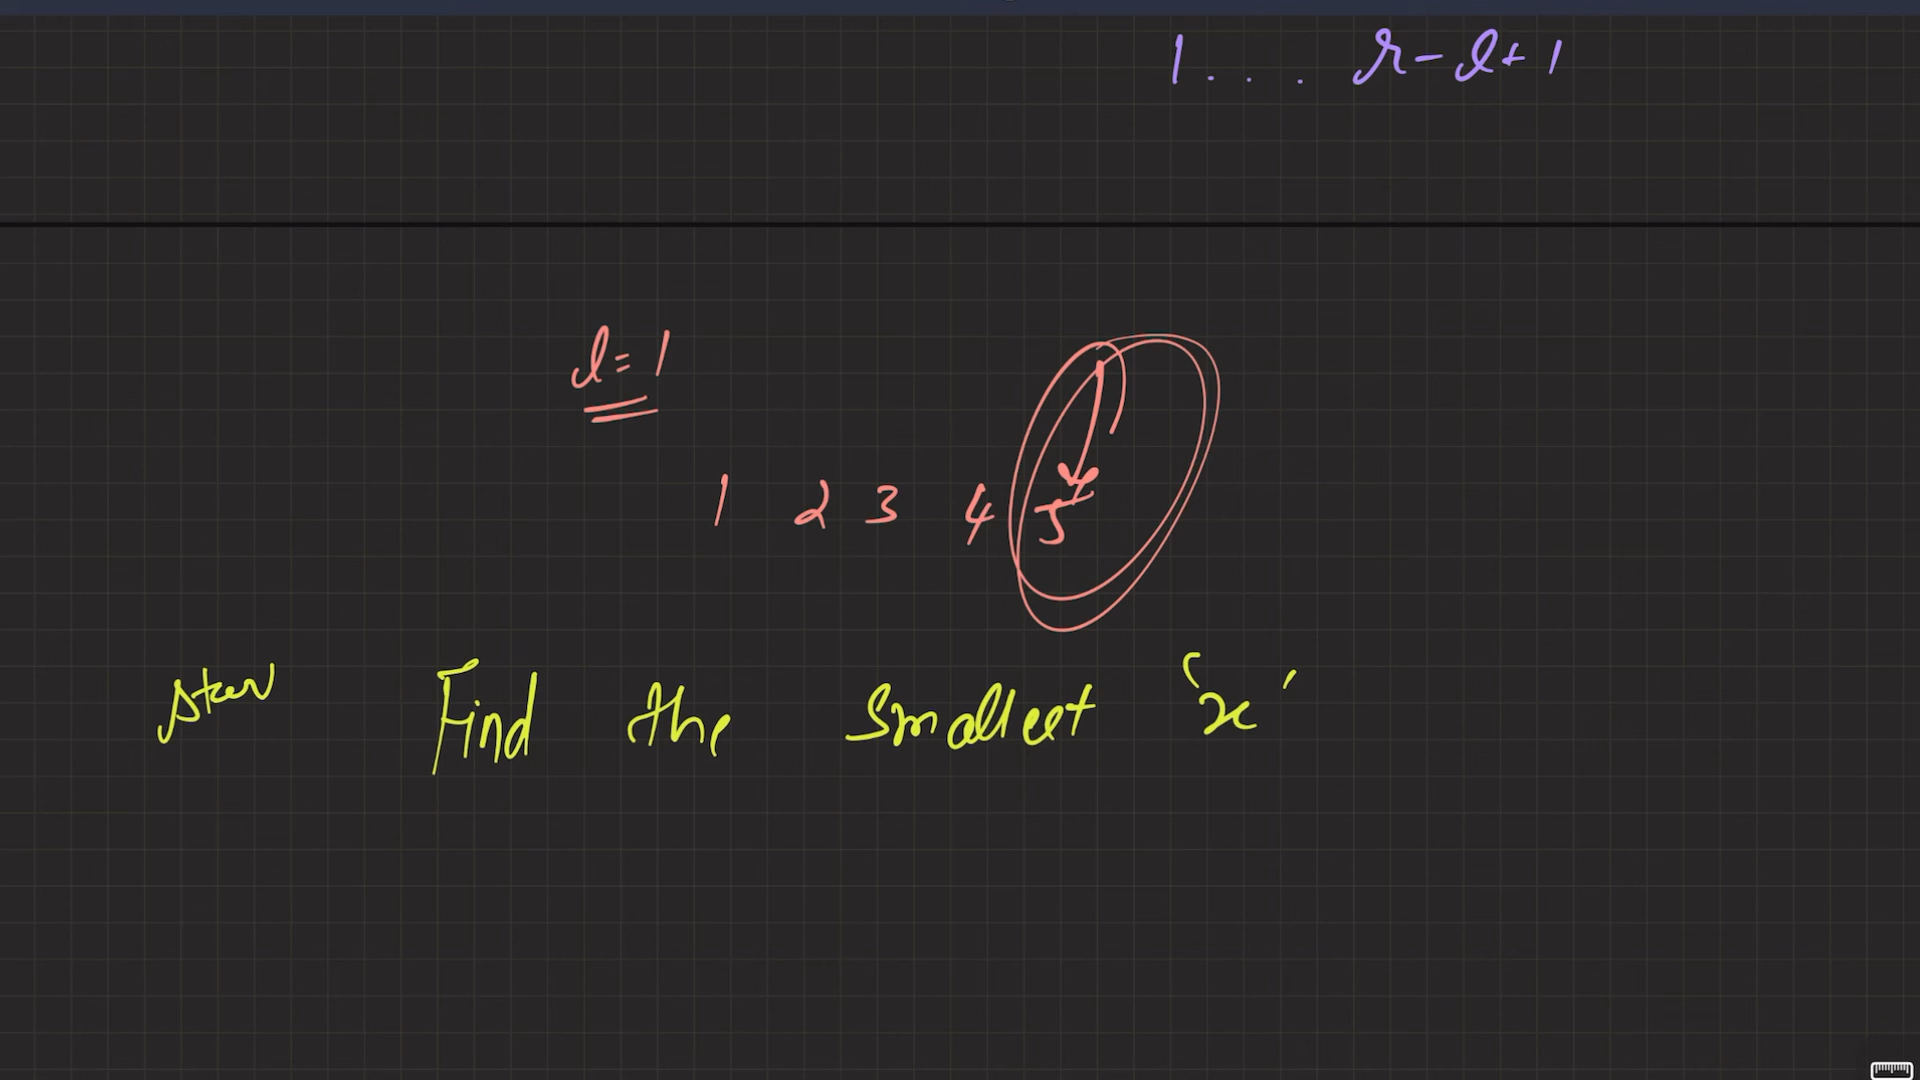 1 . . . r - l + 1
l = 1
1 2 3 4 5
Find the smallest 'x'